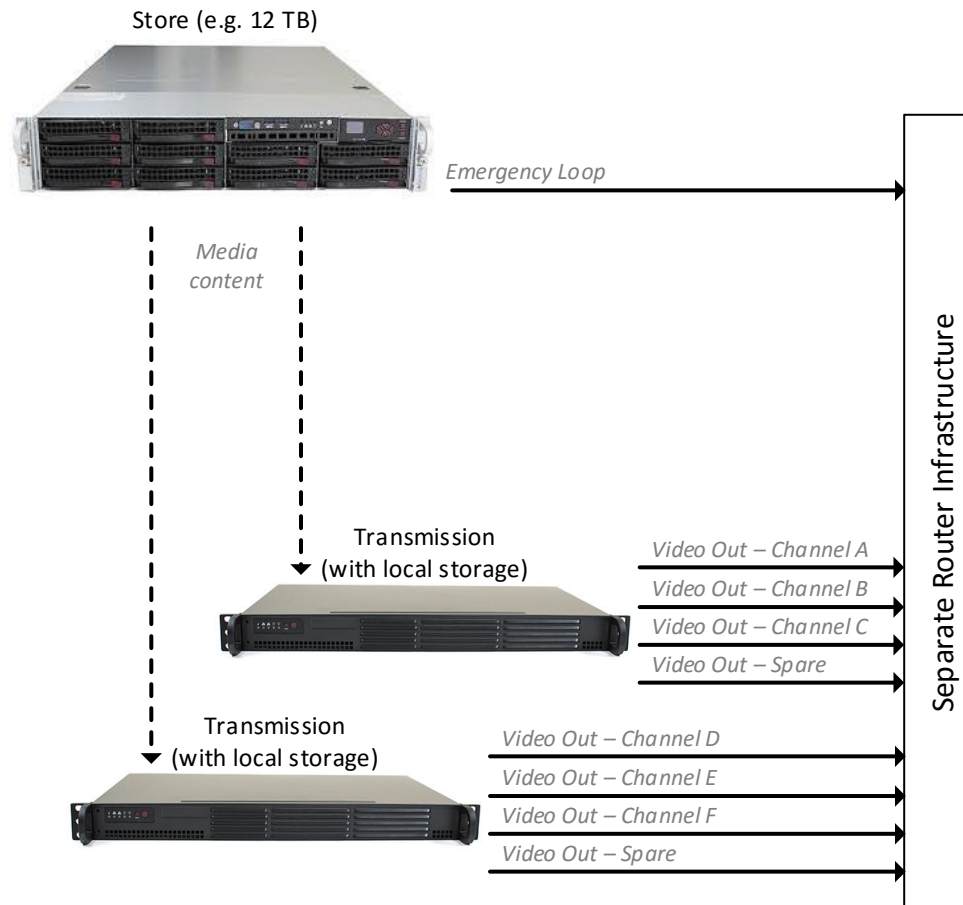 Store (e.g. 12 TB)
Emergency Loop
Media
content
Separate Router Infrastructure
Transmission
(with local storage)
Video Out – Channel A
Video Out – Channel B
Video Out – Channel C
Video Out – Spare
Transmission
(with local storage)
Video Out – Channel D
Video Out – Channel E
Video Out – Channel F
Video Out – Spare